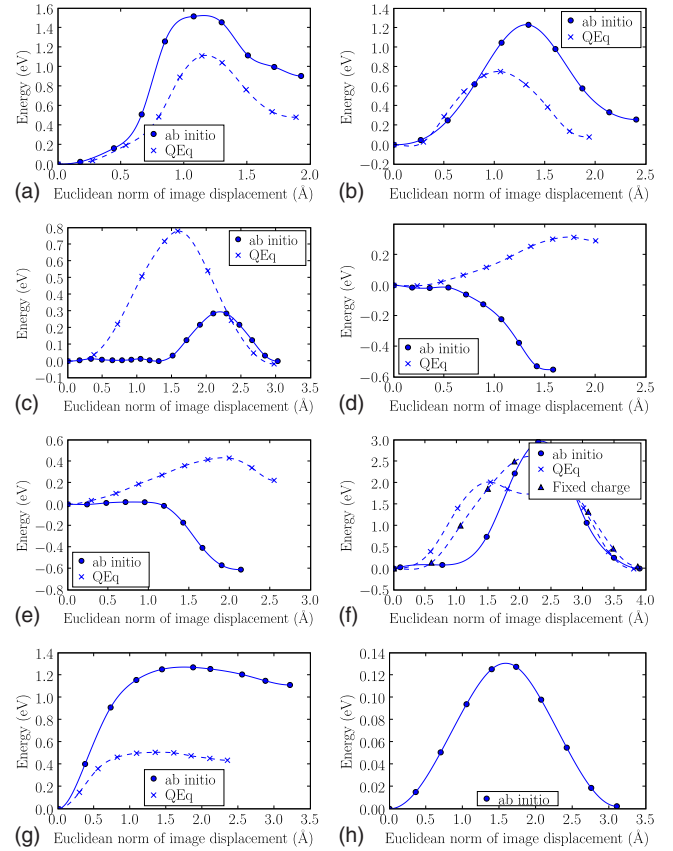 1.6
1.4
1.2
1.0
0.8
0.6
0.4
0.2
0.0
Energy (eV)
0.0 0.5 1.0 1.5 2.0
Euclidean norm of image displacement (Å)
ab initio
QEq
(a)
1.4
1.2
1.0
0.8
0.6
0.4
0.2
0.0
−0.2
Energy (eV)
0.0 0.5 1.0 1.5 2.0 2.5
Euclidean norm of image displacement (Å)
ab initio
QEq
(b)
0.8
0.7
0.6
0.5
0.4
0.3
0.2
0.1
0.0
−0.1
Energy (eV)
0.0 0.5 1.0 1.5 2.0 2.5 3.0 3.5
Euclidean norm of image displacement (Å)
ab initio
QEq
(c)
0.4
0.2
0.0
−0.2
−0.4
−0.6
Energy (eV)
0.0 0.5 1.0 1.5 2.0 2.5
Euclidean norm of image displacement (Å)
ab initio
QEq
(d)
0.6
0.4
0.2
0.0
−0.2
−0.4
−0.6
−0.8
Energy (eV)
0.0 0.5 1.0 1.5 2.0 2.5 3.0
Euclidean norm of image displacement (Å)
ab initio
QEq
(e)
3.0
2.5
2.0
1.5
1.0
0.5
0.0
−0.5
Energy (eV)
0.0 0.5 1.0 1.5 2.0 2.5 3.0 3.5 4.0
Euclidean norm of image displacement (Å)
ab initio
QEq
Fixed charge
(f)
1.4
1.2
1.0
0.8
0.6
0.4
0.2
0.0
Energy (eV)
0.0 0.5 1.0 1.5 2.0 2.5 3.0 3.5
Euclidean norm of image displacement (Å)
ab initio
QEq
(g)
0.14
0.12
0.10
0.08
0.06
0.04
0.02
0.00
Energy (eV)
0.0 0.5 1.0 1.5 2.0 2.5 3.0 3.5
Euclidean norm of image displacement (Å)
ab initio
(h)